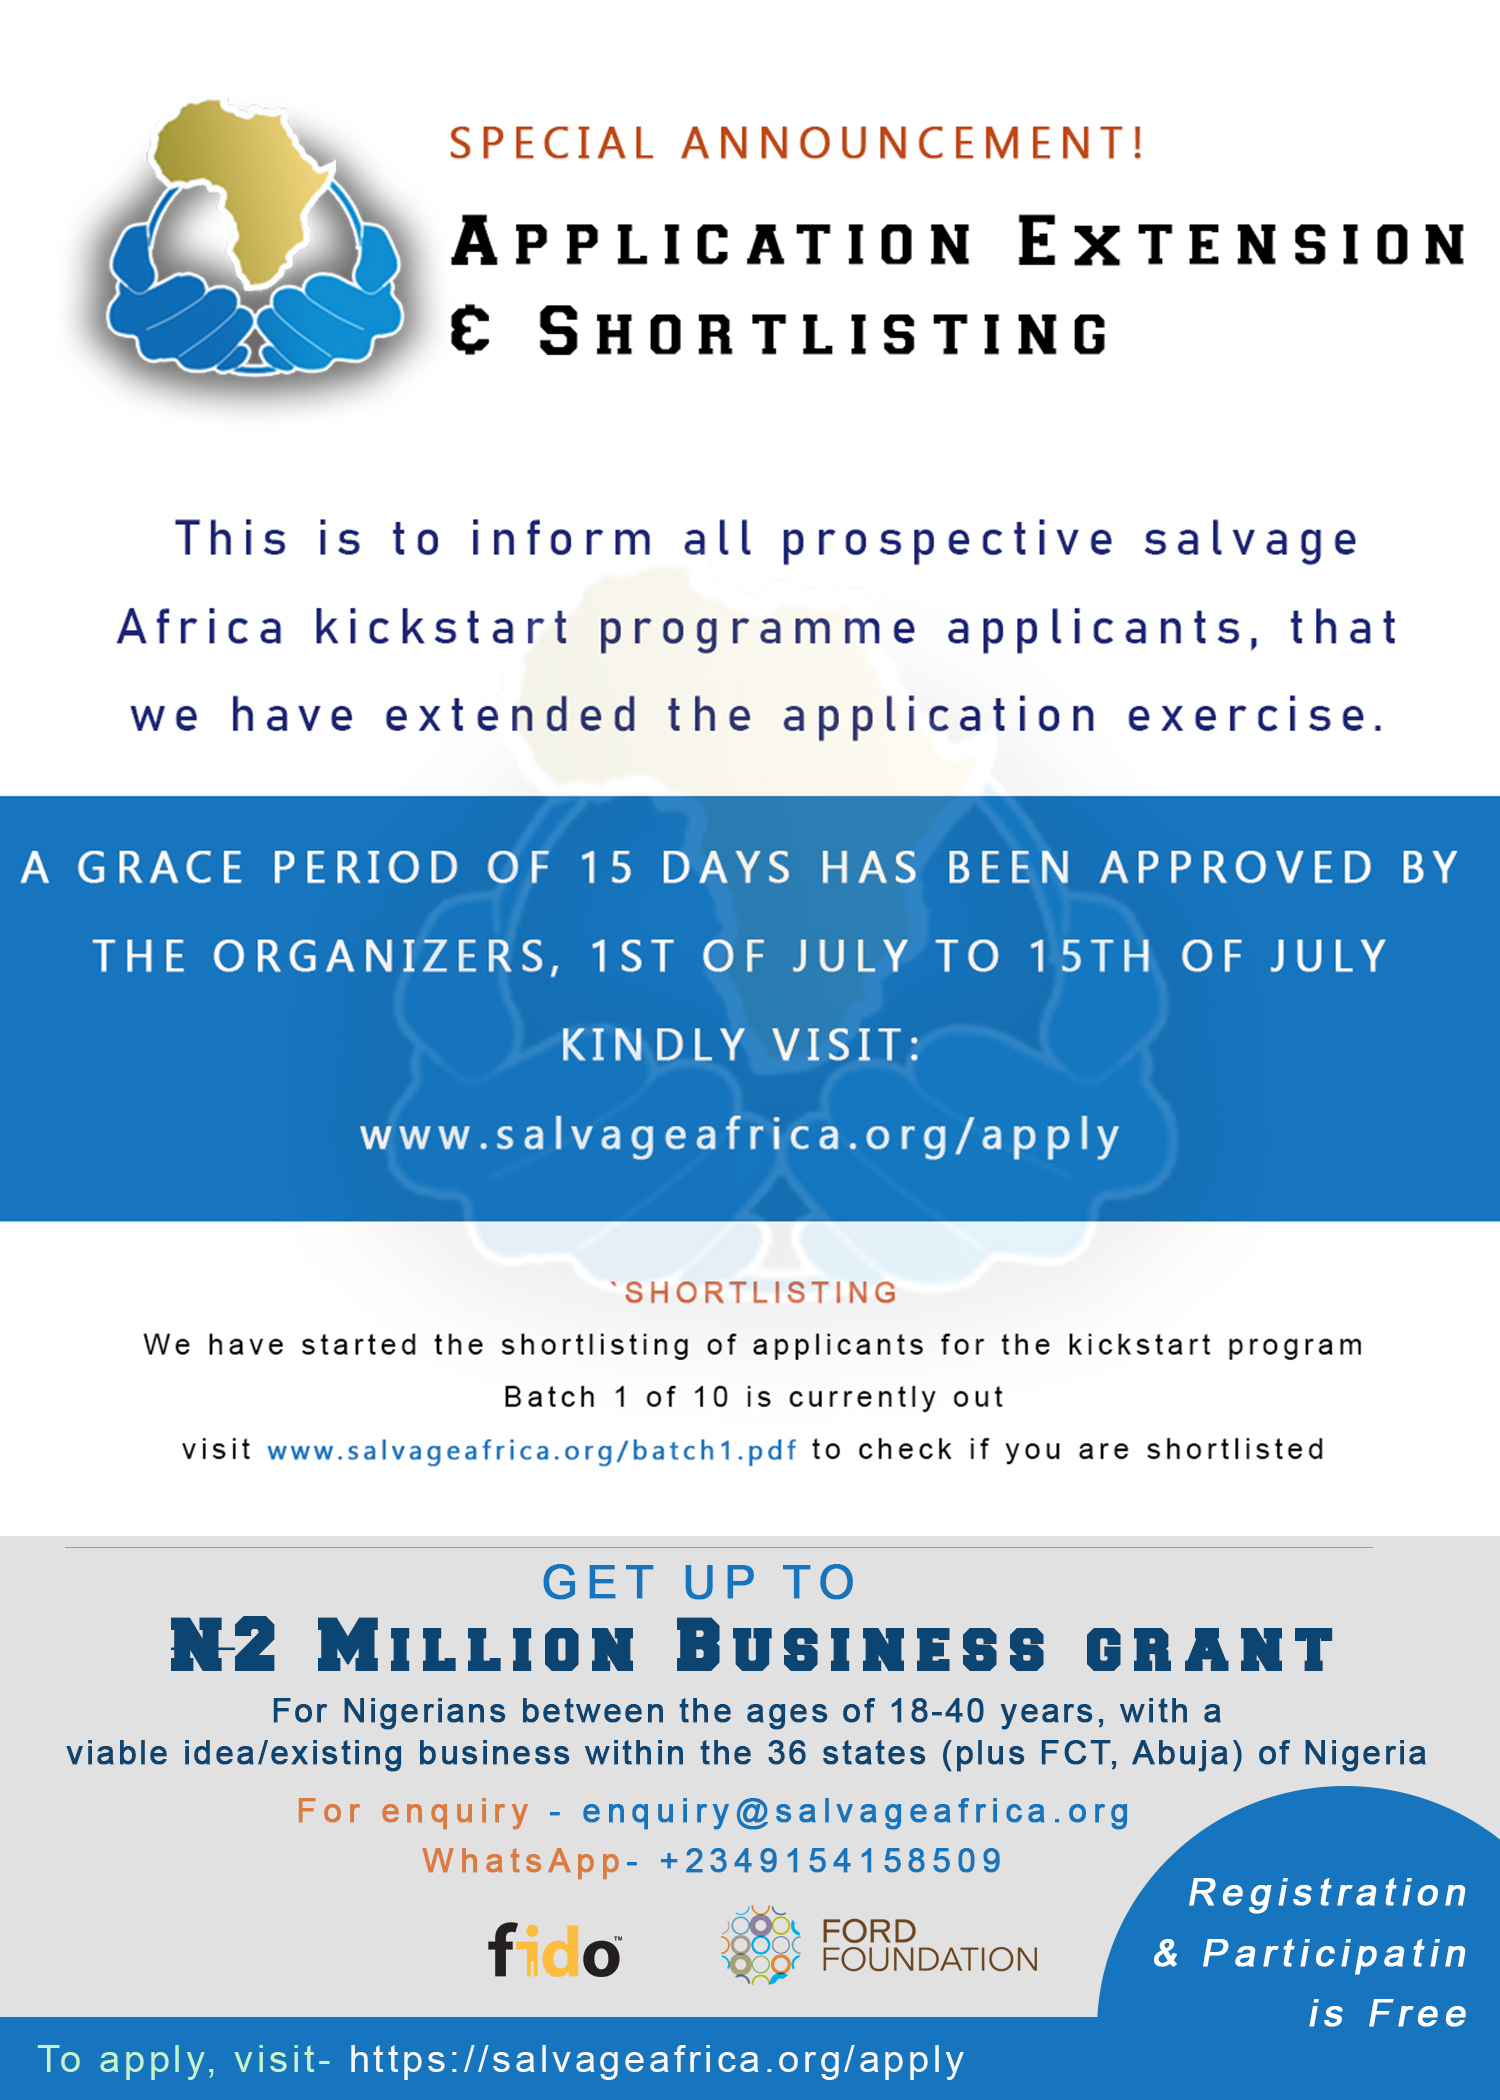 SPECIAL ANNOUNCEMENT!
APPLICATION EXTENSION
& SHORTLISTING
This is to inform all prospective salvage
Africa kickstart programme applicants, that
we have extended the application exercise.
A GRACE PERIOD OF 15 DAYS HAS BEEN APPROVED BY
THE ORGANIZERS, 1ST OF JULY TO 15TH OF JULY
KINDLY VISIT:
www.salvageafrica.org/apply
`SHORTLISTING
We have started the shortlisting of applicants for the kickstart program
Batch 1 of 10 is currently out
visit www.salvageafrica.org/batch1.pdf to check if you are shortlisted
GET UP TO
N2 MILLION BUSINESS GRANT
For Nigerians between the ages of 18-40 years, with a
viable idea/existing business within the 36 states (plus FCT, Abuja) of Nigeria
For enquiry - enquiry@salvageafrica.org
WhatsApp- +2349154158509
fido™
FORD
FOUNDATION
Registration
& Participatin
is Free
To apply, visit- https://salvageafrica.org/apply